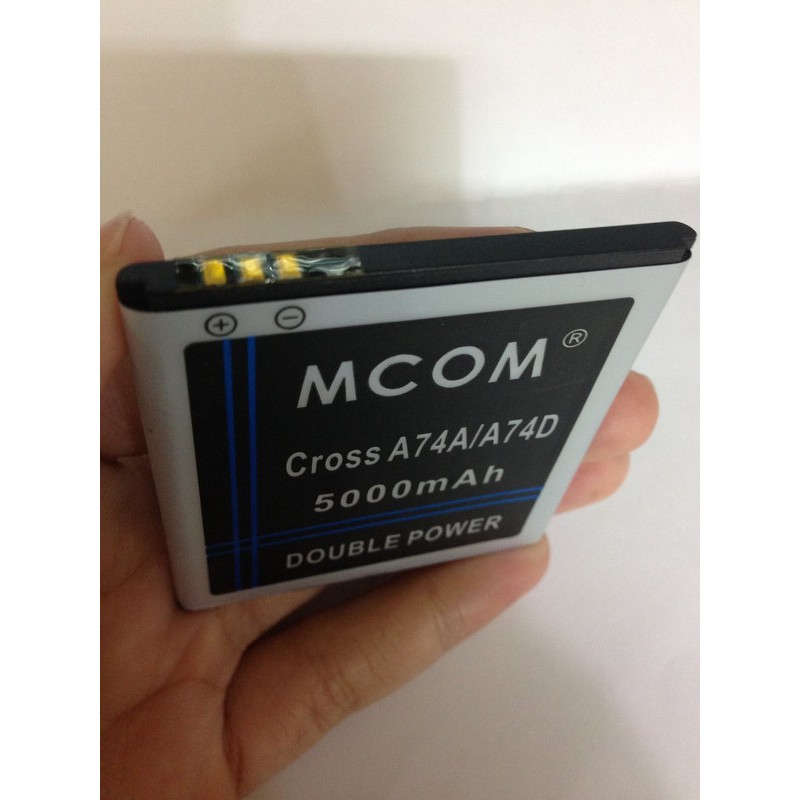 + −
MCOM ®
Cross A74A/A74D
5000mAh
DOUBLE POWER